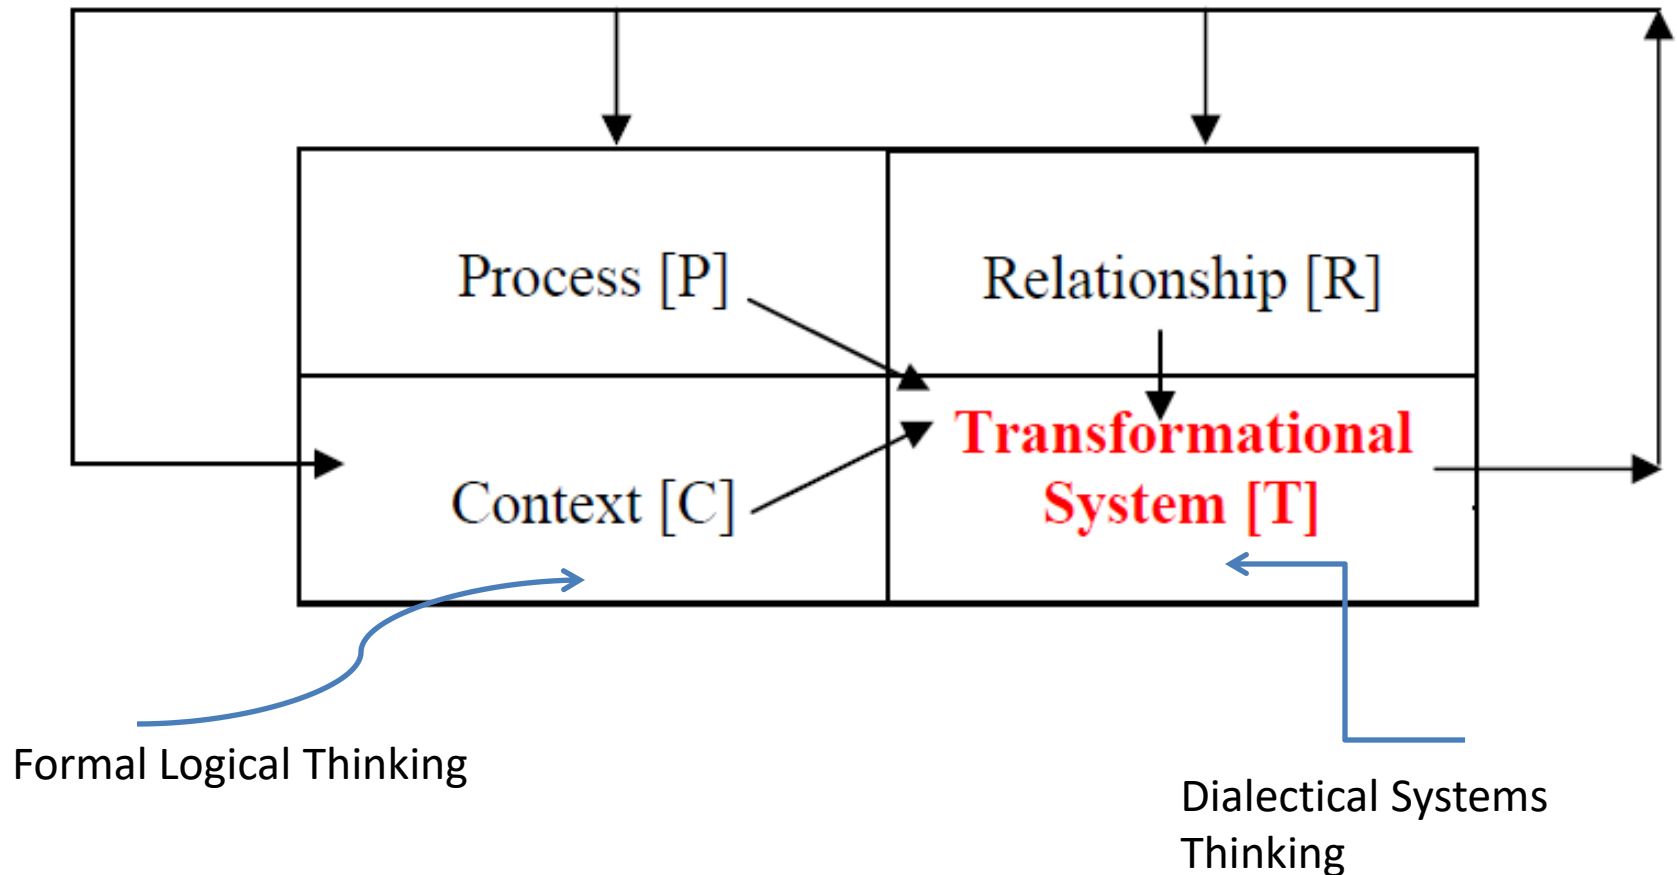 Process [P]
Relationship [R]
Context [C]
Transformational
System [T]
Formal Logical Thinking
Dialectical Systems
Thinking